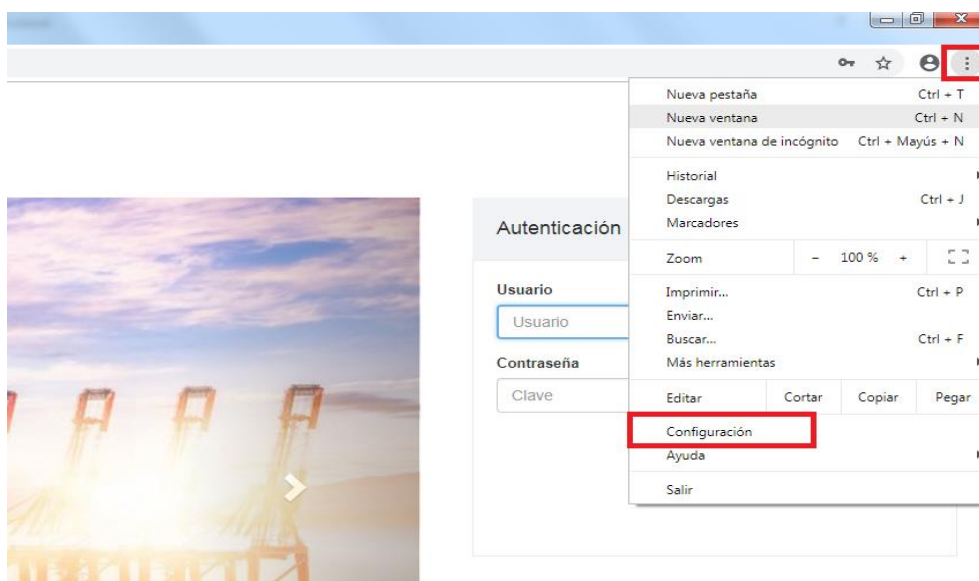 Nueva pestaña Ctrl + T
Nueva ventana Ctrl + N
Nueva ventana de incógnito Ctrl + Mayús + N
Historial
Descargas Ctrl + J
Marcadores
Zoom - 100 % +
Imprimir... Ctrl + P
Enviar...
Buscar... Ctrl + F
Más herramientas
Editar Cortar Copiar Pegar
Configuración
Ayuda
Salir
Autenticación
Usuario
Usuario
Contraseña
Clave